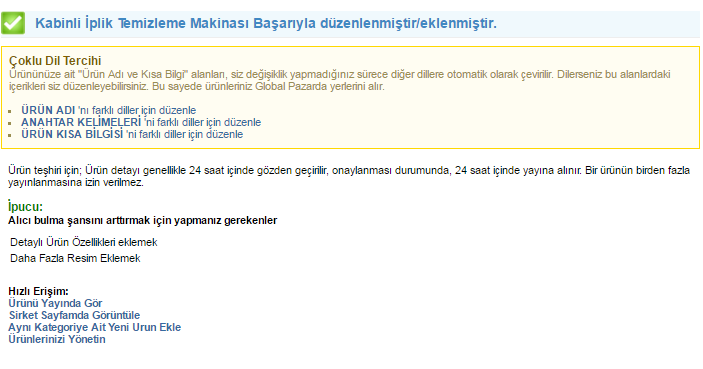 Kabinli İplik Temizleme Makinası Başarıyla düzenlenmiştir/eklenmiştir.
Çoklu Dil Tercihi
Ürününüze ait "Ürün Adı ve Kısa Bilgi" alanları, siz değişiklik yapmadığınız sürece diğer dillere otomatik olarak çevirilir. Dilerseniz bu alanlardaki
içerikleri siz düzenleyebilirsiniz. Bu sayede ürünleriniz Global Pazarda yerlerini alır.
ÜRÜN ADI 'nı farklı diller için düzenle
ANAHTAR KELİMELERİ 'ni farklı diller için düzenle
ÜRÜN KISA BİLGİSİ 'ni farklı diller için düzenle
Ürün teşhiri için; Ürün detayı genellikle 24 saat içinde gözden geçirilir, onaylanması durumunda, 24 saat içinde yayına alınır. Bir ürünün birden fazla
yayınlanmasına izin verilmez.
İpucu:
Alıcı bulma şansını arttırmak için yapmanız gerekenler
Detaylı Ürün Özellikleri eklemek
Daha Fazla Resim Eklemek
Hızlı Erişim:
Ürünü Yayında Gör
Sirket Sayfamda Görüntüle
Aynı Kategoriye Ait Yeni Urun Ekle
Ürünlerinizi Yönetin